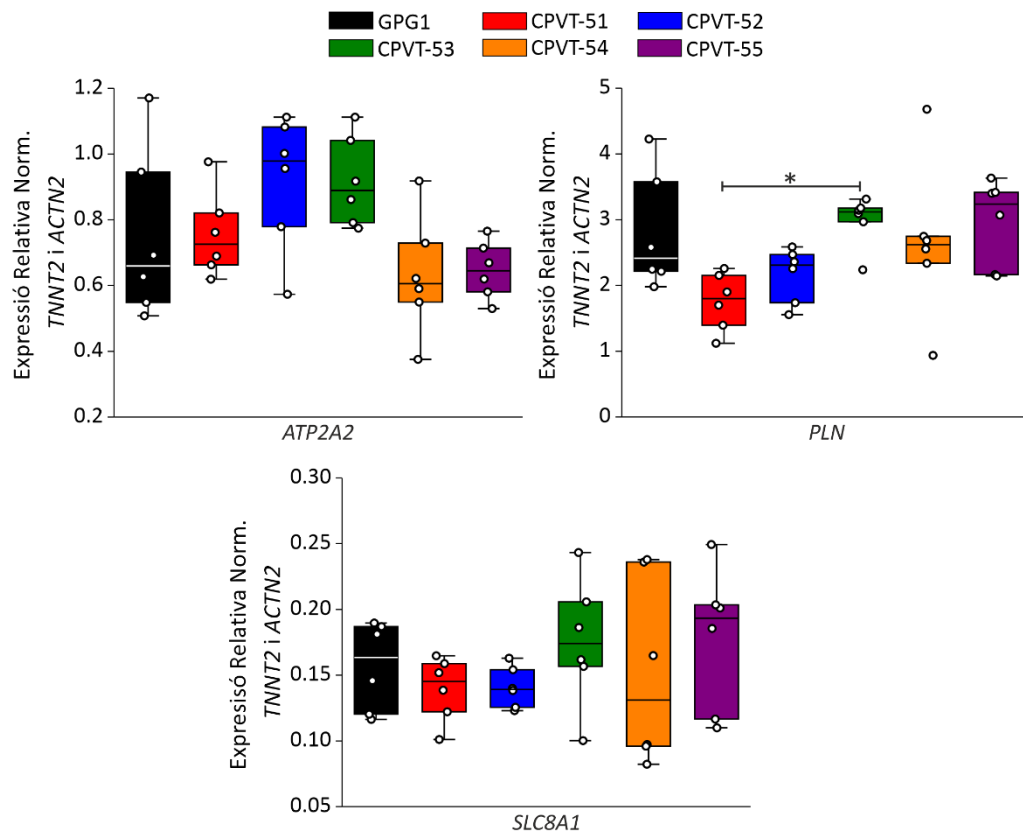 GPG1 CPVT-51 CPVT-52
CPVT-53 CPVT-54 CPVT-55
Expressió Relativa Norm.
TNNT2 i ACTN2
1.2
1.0
0.8
0.6
0.4
0.2
ATP2A2
Expressió Relativa Norm.
TNNT2 i ACTN2
5
4
3
2
1
0
*
PLN
Expresisó Relativa Norm.
TNNT2 i ACTN2
0.30
0.25
0.20
0.15
0.10
0.05
SLC8A1